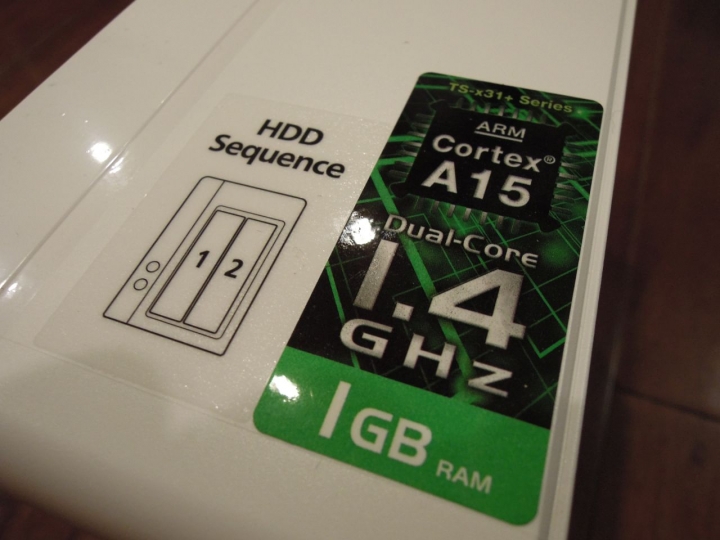 HDD
Sequence
1 2
TS-x31+ Series
ARM
Cortex®
A15
Dual-Core
1.4
GHz
1GB RAM